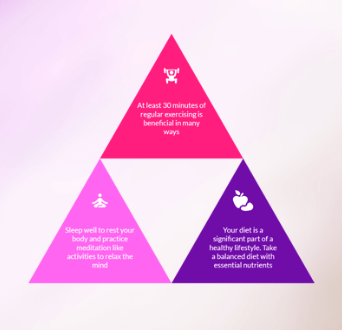 At least 30 minutes of
regular exercising is
beneficial in many
ways
Sleep well to rest your
body and practice
meditation like
activities to relax the
mind
Your diet is a
significant part of a
healthy lifestyle. Take
a balanced diet with
essential nutrients